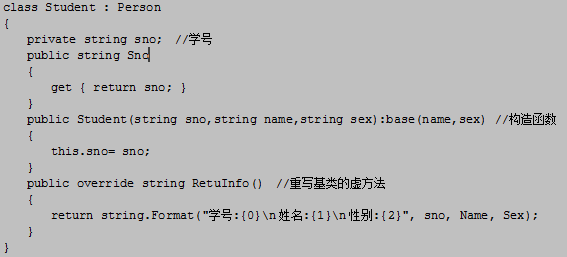 class Student : Person
{
    private string sno;  //学号
    public string Sno
    {
        get { return sno; }
    }
    public Student(string sno,string name,string sex):base(name,sex) //构造函数
    {
        this.sno= sno;
    }
    public override string RetuInfo()  //重写基类的虚方法
    {
        return string.Format("学号:{0}\n姓名:{1}\n性别:{2}", sno, Name, Sex);
    }
}